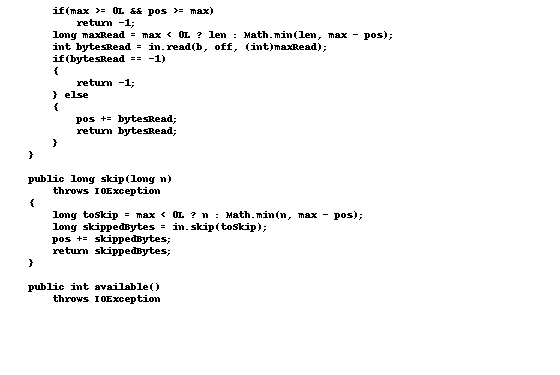 if(max >= 0L && pos >= max)
return -1;
long maxRead = max < 0L ? len : Math.min(len, max - pos);
int bytesRead = in.read(b, off, (int)maxRead);
if(bytesRead == -1)
{
return -1;
} else
{
pos += bytesRead;
return bytesRead;
}
}
public long skip(long n)
throws IOException
{
long toSkip = max < 0L ? n : Math.min(n, max - pos);
long skippedBytes = in.skip(toSkip);
pos += skippedBytes;
return skippedBytes;
}
public int available()
throws IOException